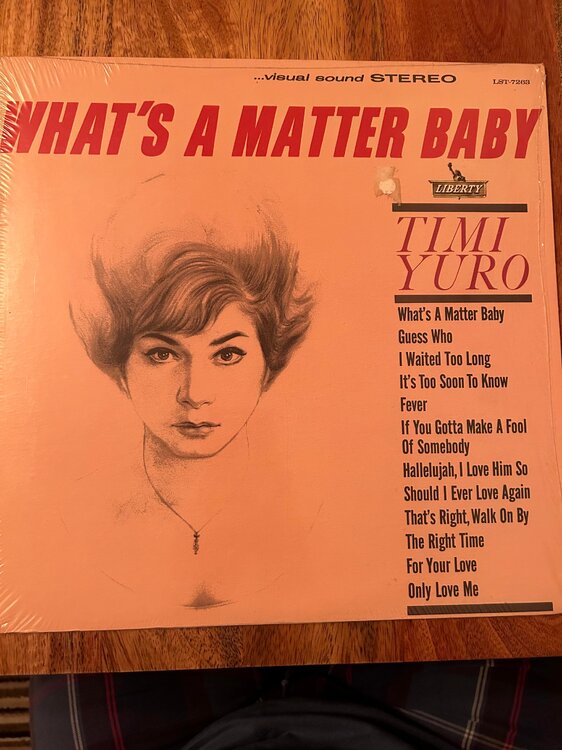 ...visual sound STEREO
LST-7263
WHAT'S A MATTER BABY
LIBERTY
TIMI
YURO
What's A Matter Baby
Guess Who
I Waited Too Long
It's Too Soon To Know
Fever
If You Gotta Make A Fool
Of Somebody
Hallelujah, I Love Him So
Should I Ever Love Again
That's Right, Walk On By
The Right Time
For Your Love
Only Love Me